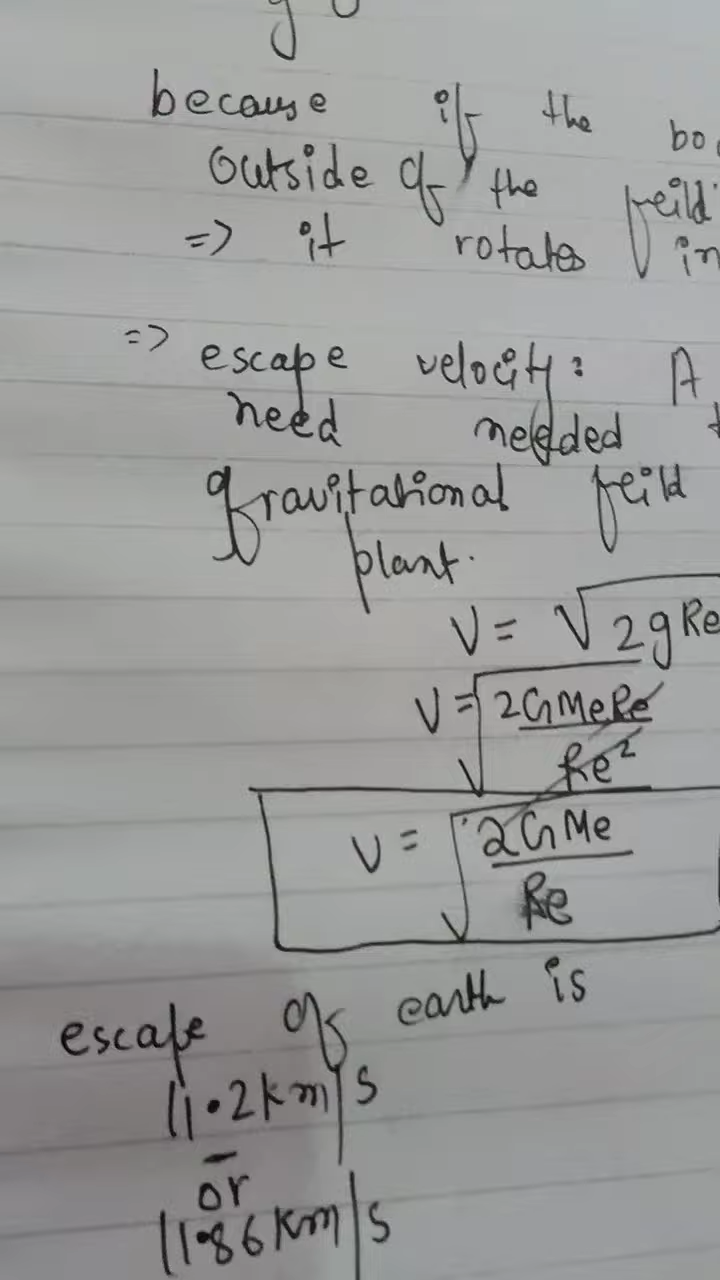 because if the
outside of the feild
=> it rotates in
=> escape velocity: A
need needed
gravitational feild
plant.
V = √2gRe
V = √2GMeRe/Re²
V = √2GMe/Re
escape of earth is
11.2km/s
or
11.86km/s